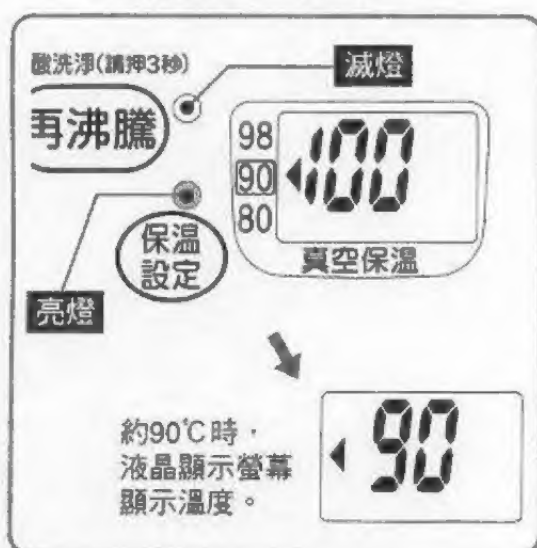 酸洗淨(請押3秒)
滅燈
再沸騰
98
90
80
100
真空保溫
保溫
設定
亮燈
約90℃時，
液晶顯示螢幕
顯示溫度。
90